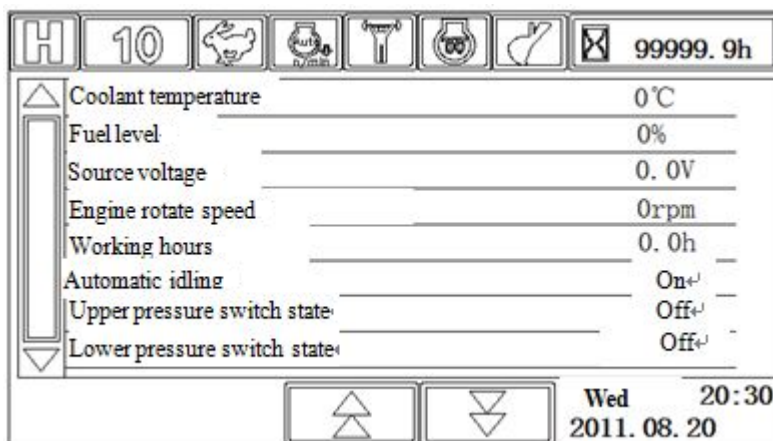 H 10 Auto n/min 99999.9h
Coolant temperature 0℃
Fuel level 0%
Source voltage 0.0V
Engine rotate speed 0rpm
Working hours 0.0h
Automatic idling On↵
Upper pressure switch state Off↵
Lower pressure switch state Off↵
Wed 20:30
2011.08.20